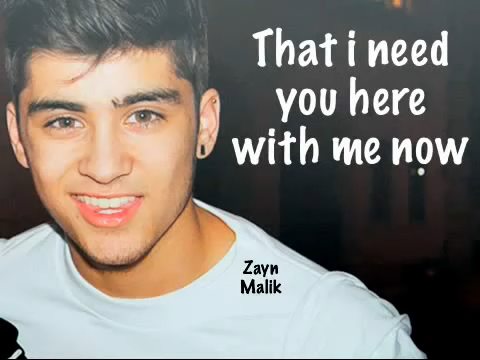 That i need
you here
with me now
Zayn
Malik